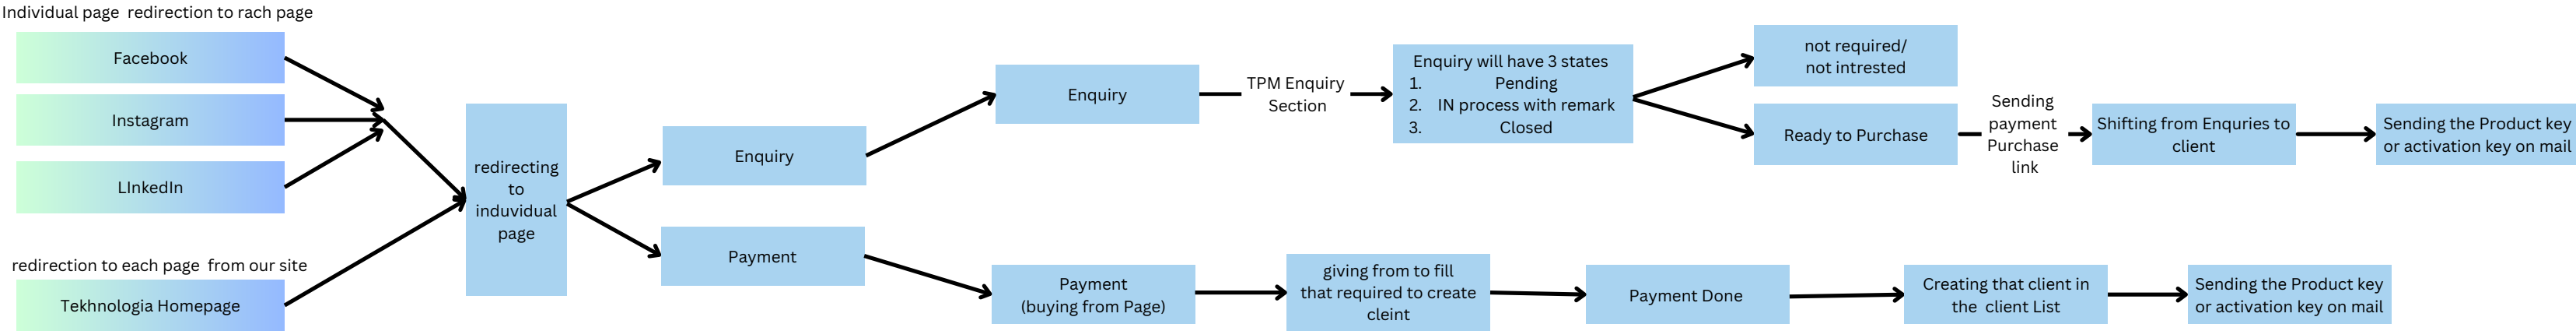 Individual page  redirection to rach page
Facebook
Instagram
LInkedIn
redirection to each page  from our site
Tekhnologia Homepage
redirecting
to
induvidual
page
Enquiry
Payment
Enquiry
TPM Enquiry
Section
Enquiry will have 3 states
1. Pending
2. IN process with remark
3. Closed
not required/
not intrested
Ready to Purchase
Sending
payment
Purchase
link
Shifting from Enquries to
client
Sending the Product key
or activation key on mail
Payment
(buying from Page)
giving from to fill
that required to create
cleint
Payment Done
Creating that client in
the  client List
Sending the Product key
or activation key on mail